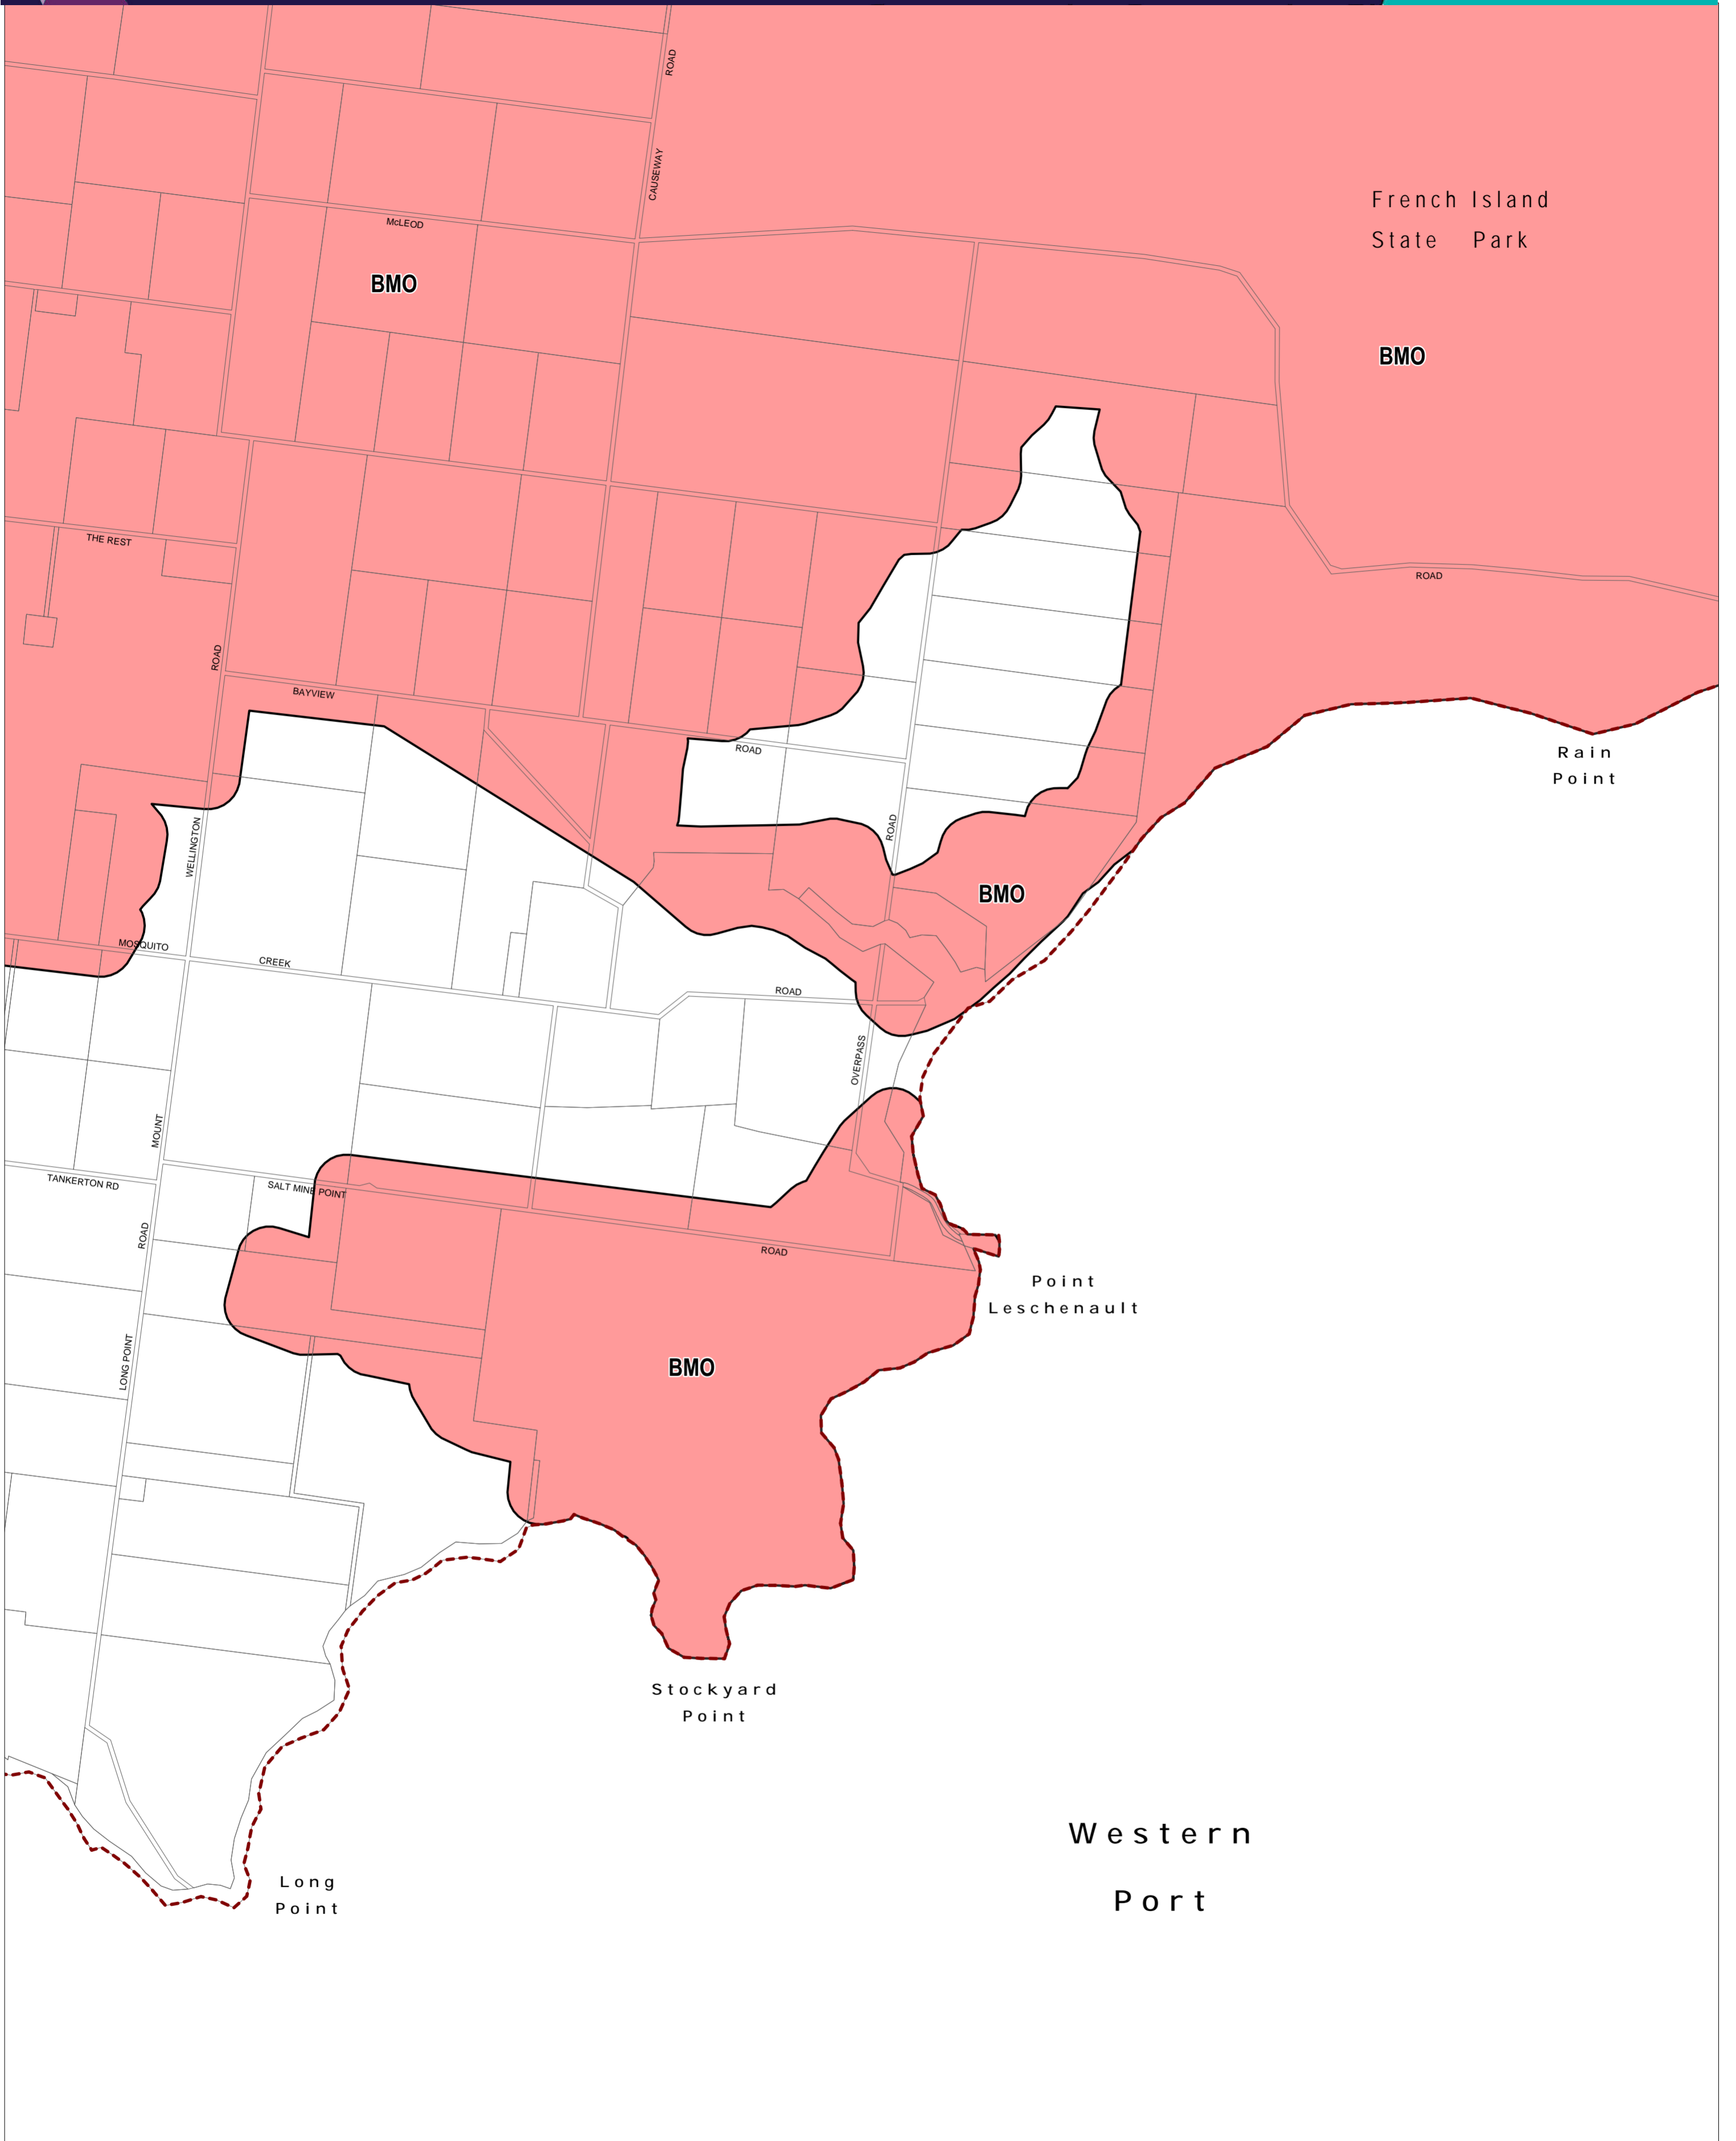 ROAD
CAUSEWAY
French Island
State Park
McLEOD
BMO
BMO
THE REST
ROAD
ROAD
BAYVIEW
ROAD
Rain
Point
ROAD
WELLINGTON
BMO
MOSQUITO
CREEK
ROAD
OVERPASS
MOUNT
TANKERTON RD
SALT MINE POINT
ROAD
ROAD
Point
Leschenault
LONG POINT
BMO
Stockyard
Point
Western
Port
Long
Point